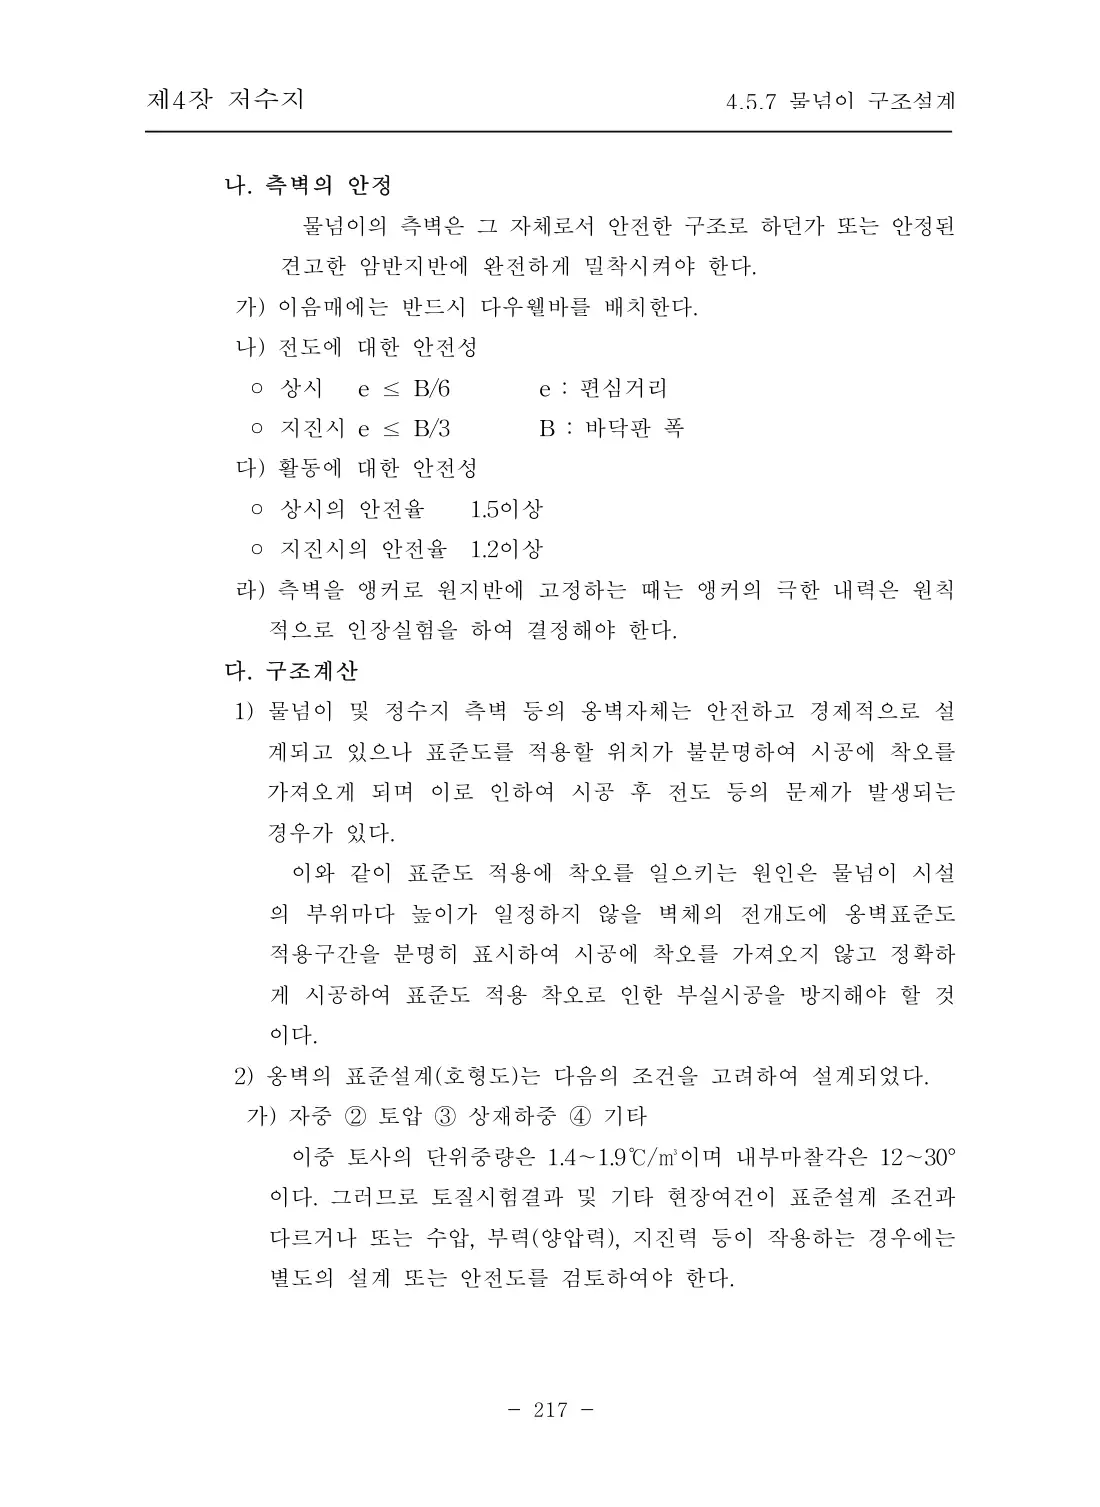 제4장 저수지
4.5.7 물넘이 구조설계
나. 측벽의 안정
물넘이의 측벽은 그 자체로서 안전한 구조로 하던가 또는 안정된
견고한 암반지반에 완전하게 밀착시켜야 한다.
가) 이음매에는 반드시 다우웰바를 배치한다.
나) 전도에 대한 안전성
○ 상시 e ≤ B/6 e : 편심거리
○ 지진시 e ≤ B/3 B : 바닥판 폭
다) 활동에 대한 안전성
○ 상시의 안전율 1.5이상
○ 지진시의 안전율 1.2이상
라) 측벽을 앵커로 원지반에 고정하는 때는 앵커의 극한 내력은 원칙
적으로 인장실험을 하여 결정해야 한다.
다. 구조계산
1) 물넘이 및 정수지 측벽 등의 옹벽자체는 안전하고 경제적으로 설
계되고 있으나 표준도를 적용할 위치가 불분명하여 시공에 착오를
가져오게 되며 이로 인하여 시공 후 전도 등의 문제가 발생되는
경우가 있다.
이와 같이 표준도 적용에 착오를 일으키는 원인은 물넘이 시설
의 부위마다 높이가 일정하지 않을 벽체의 전개도에 옹벽표준도
적용구간을 분명히 표시하여 시공에 착오를 가져오지 않고 정확하
게 시공하여 표준도 적용 착오로 인한 부실시공을 방지해야 할 것
이다.
2) 옹벽의 표준설계(호형도)는 다음의 조건을 고려하여 설계되었다.
가) 자중 ② 토압 ③ 상재하중 ④ 기타
이중 토사의 단위중량은 1.4~1.9℃/㎥이며 내부마찰각은 12~30°
이다. 그러므로 토질시험결과 및 기타 현장여건이 표준설계 조건과
다르거나 또는 수압, 부력(양압력), 지진력 등이 작용하는 경우에는
별도의 설계 또는 안전도를 검토하여야 한다.
- 217 -